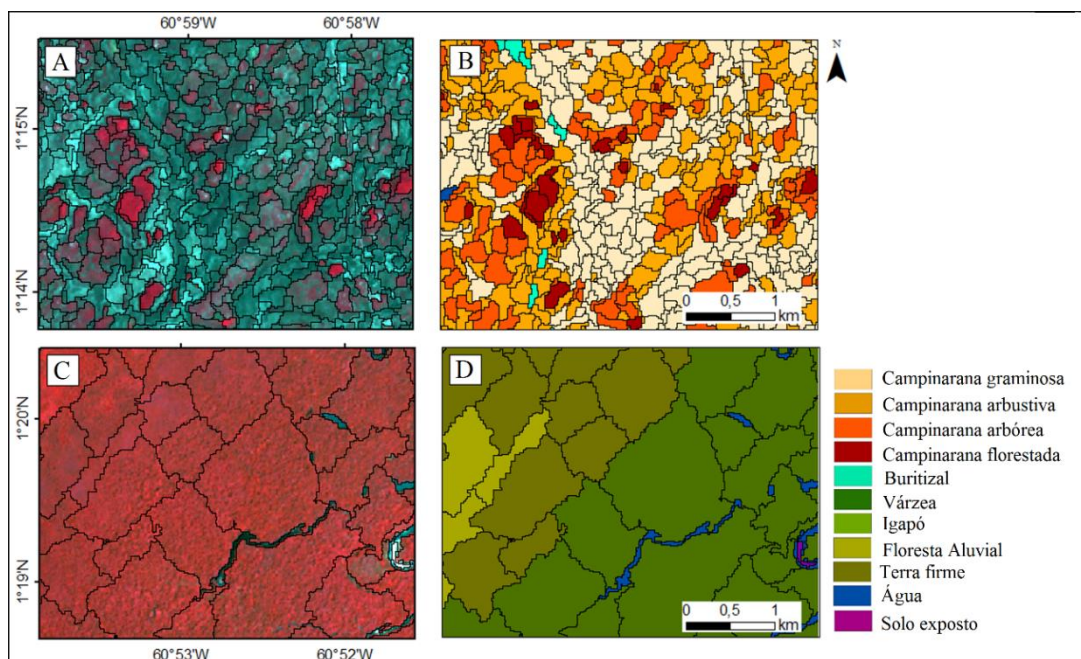 60°59'W 60°58'W
A
B
N
1°15'N
1°14'N
0 0,5 1
km
C
D
1°20'N
1°19'N
0 0,5 1
km
60°53'W 60°52'W
Campinarana graminosa
Campinarana arbustiva
Campinarana arbórea
Campinarana florestada
Buritizal
Várzea
Igapó
Floresta Aluvial
Terra firme
Água
Solo exposto